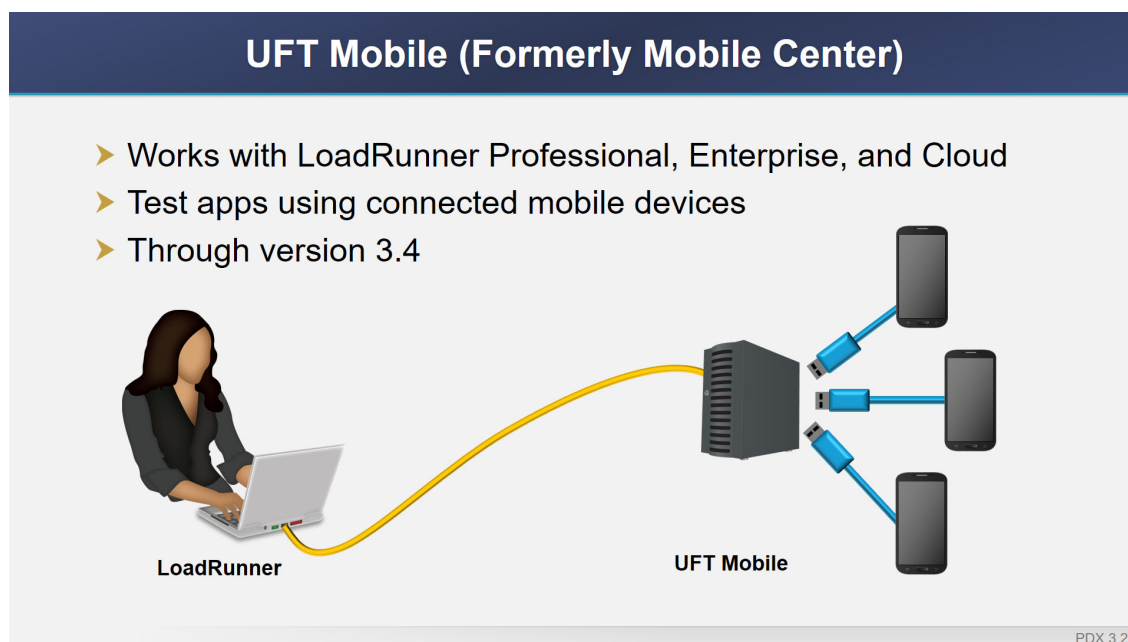 UFT Mobile (Formerly Mobile Center)
Works with LoadRunner Professional, Enterprise, and Cloud
Test apps using connected mobile devices
Through version 3.4
LoadRunner
UFT Mobile
PDX 3.2